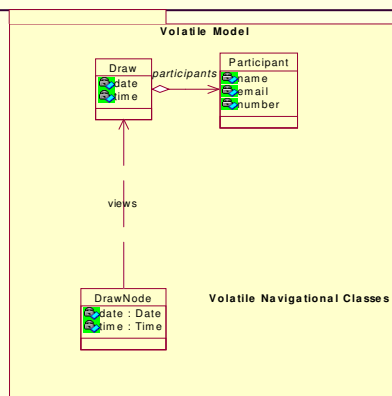 Volatile Model
Draw
date
time
participants
Participant
name
email
number
views
DrawNode
date : Date
time : Time
Volatile Navigational Classes